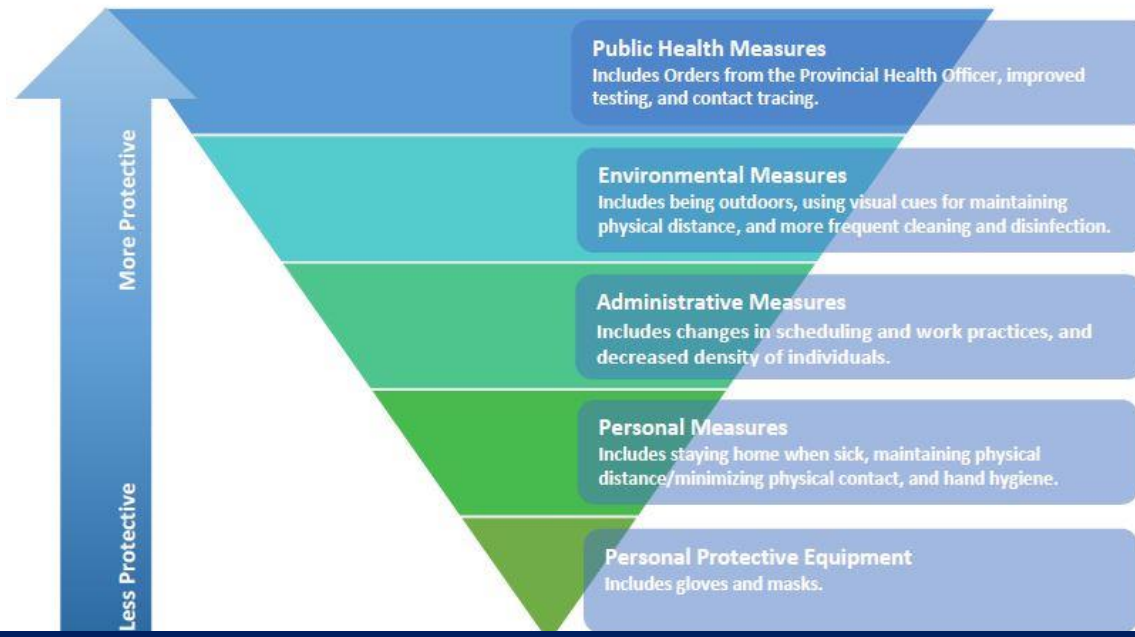 Public Health Measures
Includes Orders from the Provincial Health Officer, improved
testing, and contact tracing.
More Protective
Environmental Measures
Includes being outdoors, using visual cues for maintaining
physical distance, and more frequent cleaning and disinfection.
Administrative Measures
Includes changes in scheduling and work practices, and
decreased density of individuals.
Personal Measures
Includes staying home when sick, maintaining physical
distance/minimizing physical contact, and hand hygiene.
Less Protective
Personal Protective Equipment
Includes gloves and masks.